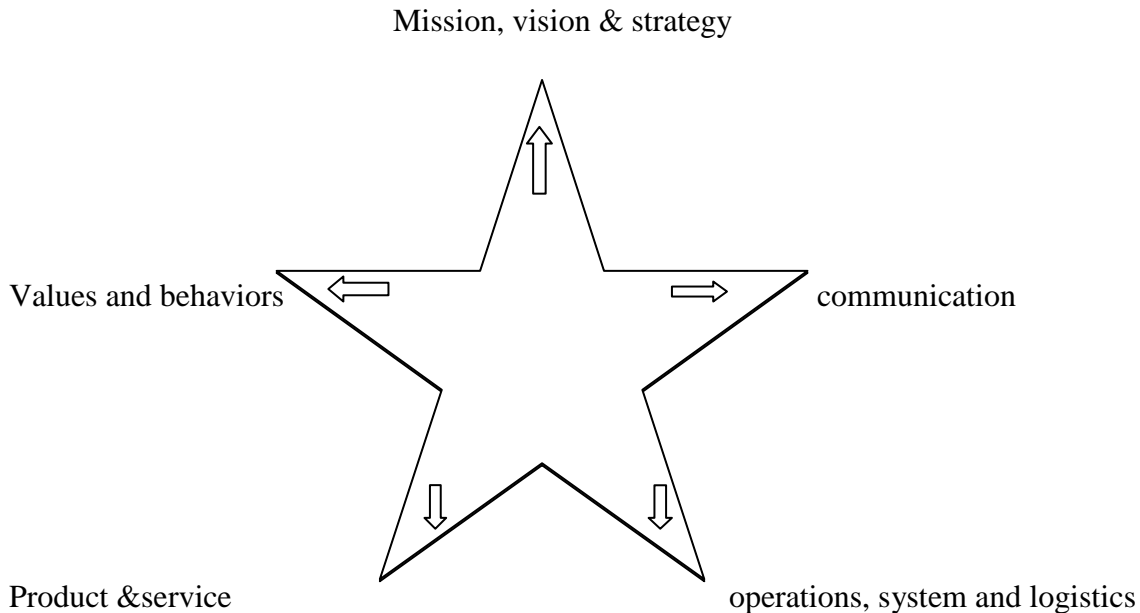 Mission, vision & strategy
Values and behaviors
communication
Product &service
operations, system and logistics